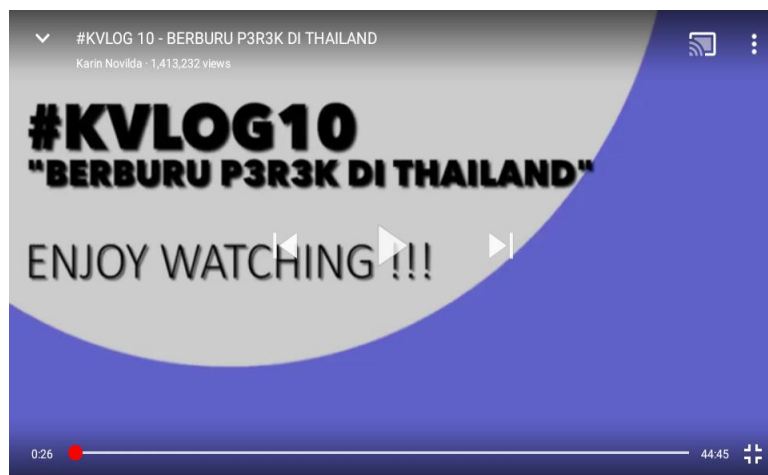 #KVLOG 10 - BERBURU P3R3K DI THAILAND
Karin Novilda · 1,413,232 views
#KVLOG10
"BERBURU P3R3K DI THAILAND"
ENJOY WATCHING !!!
0:26 44:45